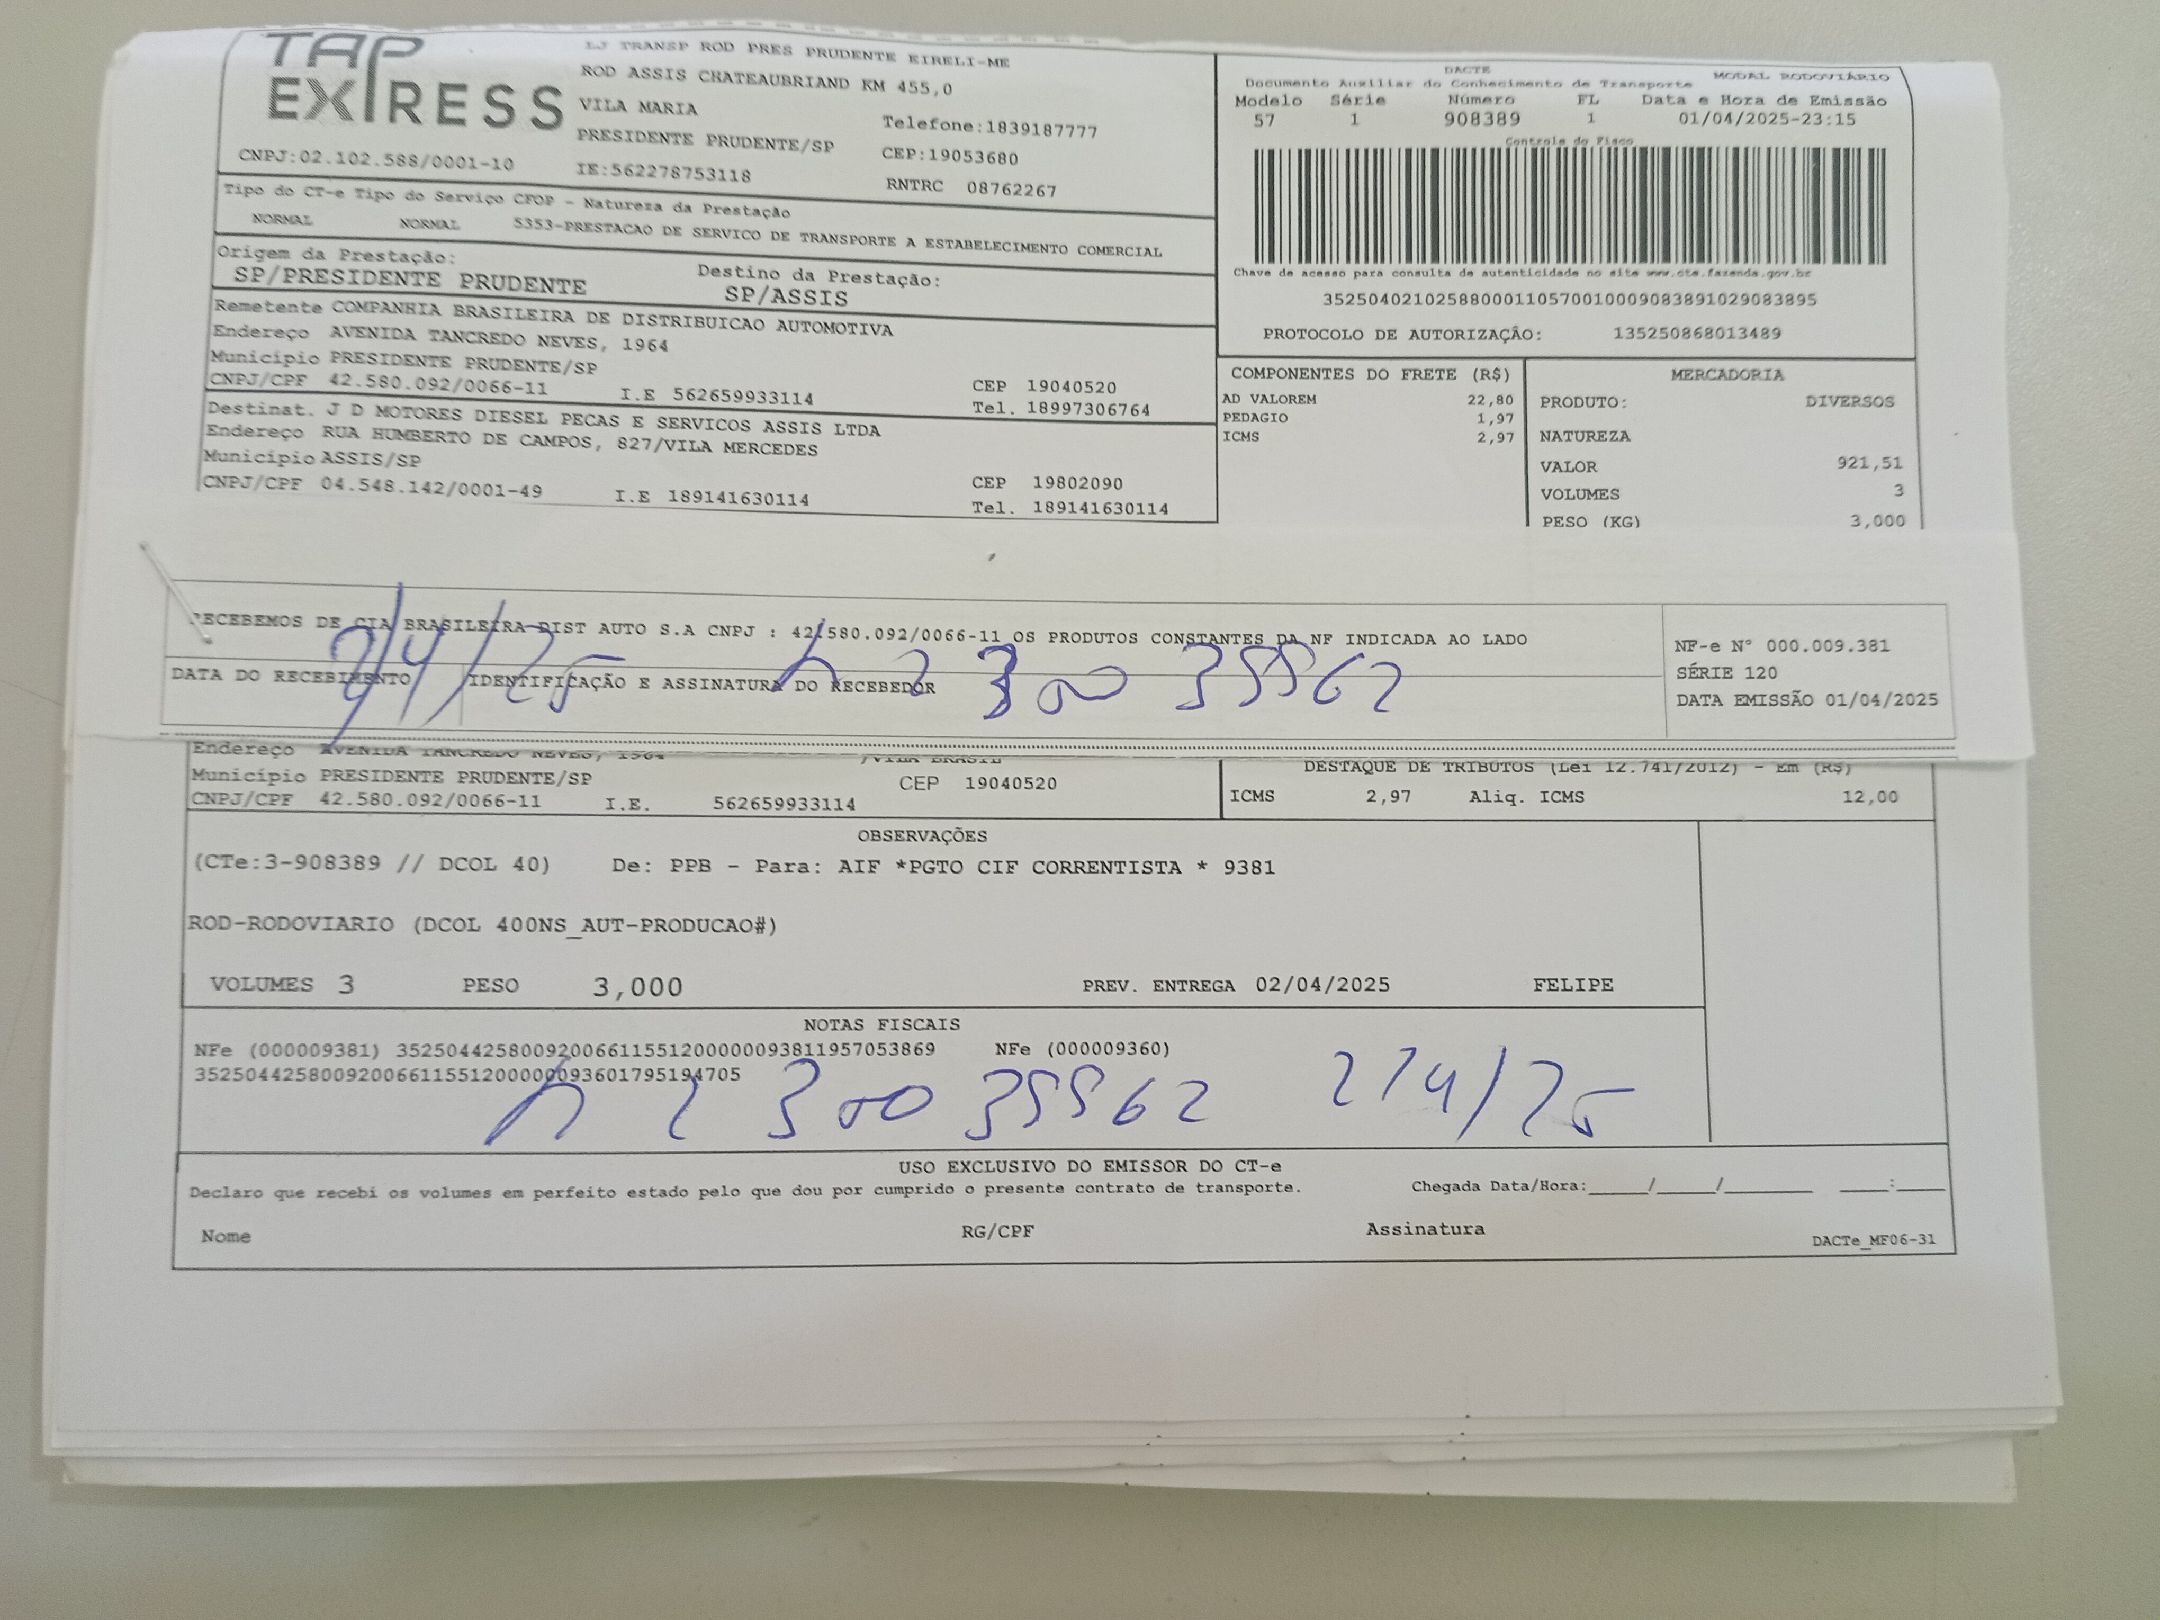 TAP EXPRESS
LJ TRANSP ROD PRES PRUDENTE EIRELI-ME
ROD ASSIS CHATEAUBRIAND KM 455,0
VILA MARIA
Telefone:1839187777
PRESIDENTE PRUDENTE/SP
CEP:19053680
CNPJ:02.102.588/0001-10
IE:562278753118
RNTRC 08762267
Tipo do CT-e Tipo do Serviço CFOP - Natureza da Prestação
NORMAL NORMAL 5353-PRESTACAO DE SERVICO DE TRANSPORTE A ESTABELECIMENTO COMERCIAL
Origem da Prestação: Destino da Prestação:
SP/PRESIDENTE PRUDENTE SP/ASSIS
Remetente COMPANHIA BRASILEIRA DE DISTRIBUICAO AUTOMOTIVA
Endereço AVENIDA TANCREDO NEVES, 1964
Município PRESIDENTE PRUDENTE/SP CEP 19040520
CNPJ/CPF 42.580.092/0066-11 I.E 562659933114 Tel. 18997306764
Destinat. J D MOTORES DIESEL PECAS E SERVICOS ASSIS LTDA
Endereço RUA HUMBERTO DE CAMPOS, 827/VILA MERCEDES
Município ASSIS/SP CEP 19802090
CNPJ/CPF 04.548.142/0001-49 I.E 189141630114 Tel. 189141630114
DACTE MODAL RODOVIÁRIO
Documento Auxiliar do Conhecimento de Transporte
Modelo Série Número FL Data e Hora de Emissão
57 1 908389 1 01/04/2025-23:15
Controle do Fisco
Chave de acesso para consulta de autenticidade no site www.cte.fazenda.gov.br
35250402102588000110570010009083891029083895
PROTOCOLO DE AUTORIZAÇÃO: 135250868013489
COMPONENTES DO FRETE (R$)
AD VALOREM 22,80
PEDAGIO 1,97
ICMS 2,97
MERCADORIA
PRODUTO: DIVERSOS
NATUREZA
VALOR 921,51
VOLUMES 3
PESO (KG) 3,000
RECEBEMOS DE CIA BRASILEIRA DIST AUTO S.A CNPJ : 42.580.092/0066-11 OS PRODUTOS CONSTANTES DA NF INDICADA AO LADO
2/4/25 300 35562
DATA DO RECEBIMENTO IDENTIFICAÇÃO E ASSINATURA DO RECEBEDOR
NF-e N° 000.009.381
SÉRIE 120
DATA EMISSÃO 01/04/2025
Endereço AVENIDA TANCREDO NEVES, 1964 /VILA BRASIL
Município PRESIDENTE PRUDENTE/SP CEP 19040520
CNPJ/CPF 42.580.092/0066-11 I.E. 562659933114
DESTAQUE DE TRIBUTOS (Lei 12.741/2012) - Em (R$)
ICMS 2,97 Aliq. ICMS 12,00
OBSERVAÇÕES
(CTe:3-908389 // DCOL 40) De: PPB - Para: AIF *PGTO CIF CORRENTISTA * 9381
ROD-RODOVIARIO (DCOL 400NS_AUT-PRODUCAO#)
VOLUMES 3 PESO 3,000 PREV. ENTREGA 02/04/2025 FELIPE
NOTAS FISCAIS
NFe (000009381) 35250442580092006611551200000093811957053869 NFe (000009360)
35250442580092006611551200000093601795194705
2 300 35562 2/4/25
USO EXCLUSIVO DO EMISSOR DO CT-e
Declaro que recebi os volumes em perfeito estado pelo que dou por cumprido o presente contrato de transporte. Chegada Data/Hora:_____/_____/_______ ____:____
Nome RG/CPF Assinatura
DACTe_MF06-31